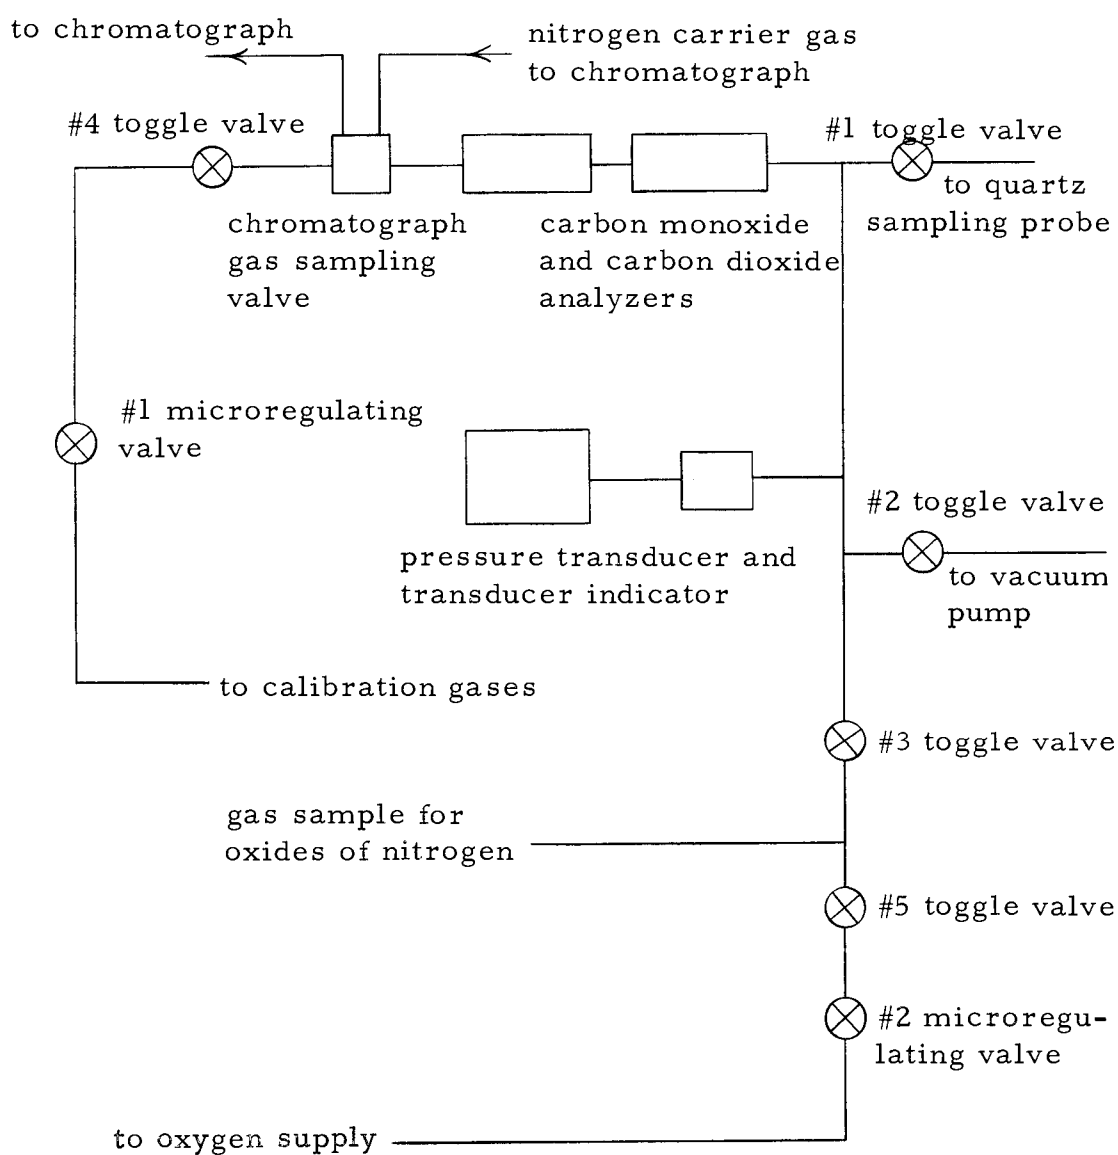 to chromatograph
nitrogen carrier gas
to chromatograph
#4 toggle valve
#1 toggle valve
to quartz
sampling probe
chromatograph
gas sampling
valve
carbon monoxide
and carbon dioxide
analyzers
#1 microregulating
valve
#2 toggle valve
to vacuum
pump
pressure transducer and
transducer indicator
to calibration gases
#3 toggle valve
gas sample for
oxides of nitrogen
#5 toggle valve
#2 microregu-
lating valve
to oxygen supply